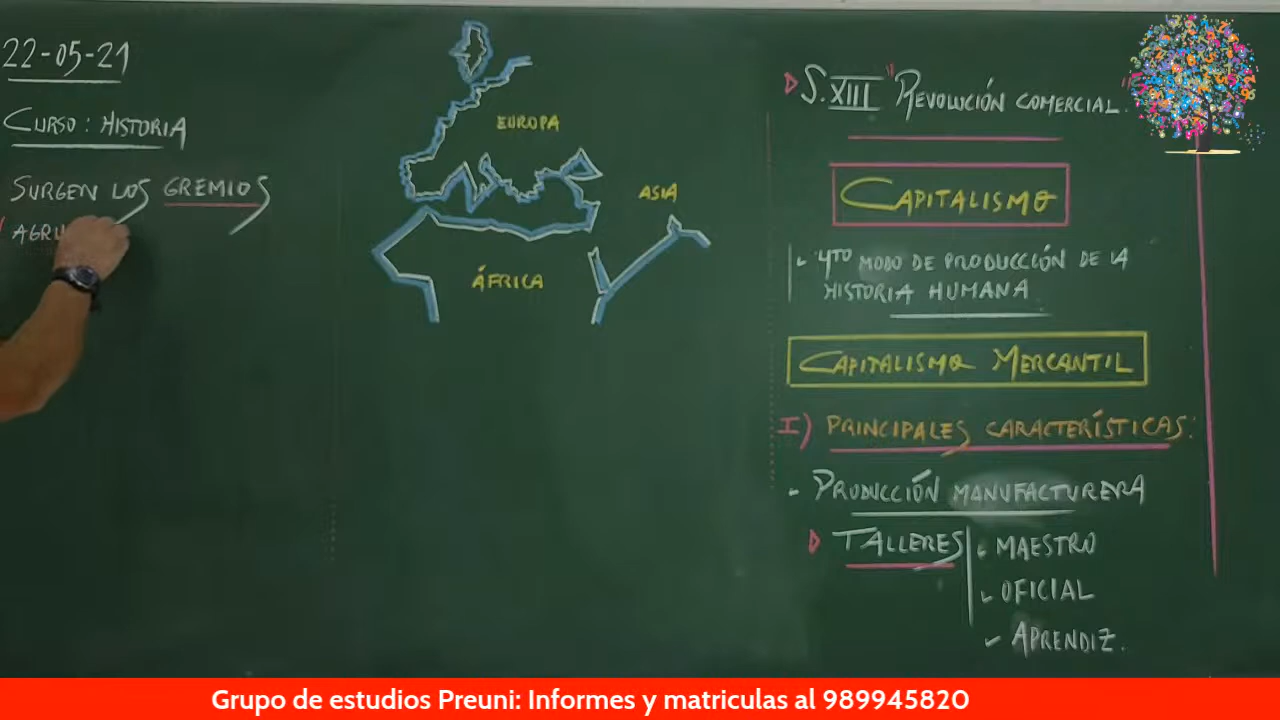 22-05-21
CURSO: HISTORIA
SURGEN LOS GREMIOS
EUROPA
ASIA
ÁFRICA
S. XIII "REVOLUCIÓN COMERCIAL"
CAPITALISMO
4TO MODO DE PRODUCCIÓN DE LA
HISTORIA HUMANA
CAPITALISMO MERCANTIL
I) PRINCIPALES CARACTERÍSTICAS:
- PRODUCCIÓN MANUFACTURERA
TALLERES
MAESTRO
OFICIAL
APRENDIZ.
Grupo de estudios Preuni: Informes y matriculas al 989945820